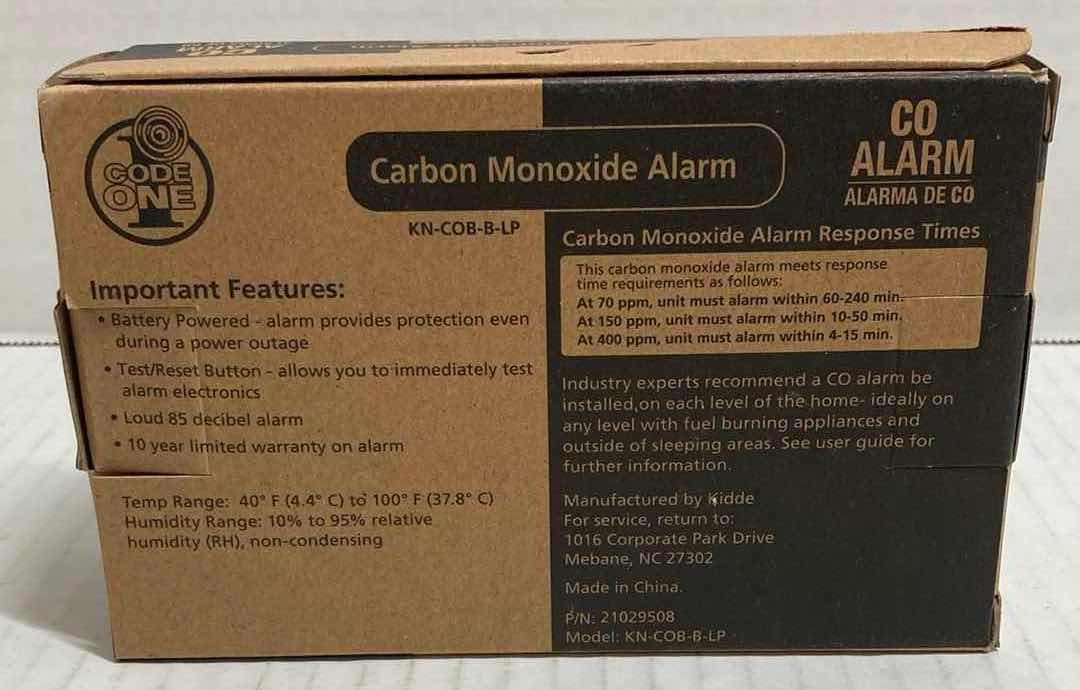 CODE
ONE
Carbon Monoxide Alarm
KN-COB-B-LP
CO
ALARM
ALARMA DE CO
Important Features:
• Battery Powered - alarm provides protection even
during a power outage
• Test/Reset Button - allows you to immediately test
alarm electronics
• Loud 85 decibel alarm
• 10 year limited warranty on alarm
Temp Range: 40° F (4.4° C) to 100° F (37.8° C)
Humidity Range: 10% to 95% relative
humidity (RH), non-condensing
Carbon Monoxide Alarm Response Times
This carbon monoxide alarm meets response
time requirements as follows:
At 70 ppm, unit must alarm within 60-240 min.
At 150 ppm, unit must alarm within 10-50 min.
At 400 ppm, unit must alarm within 4-15 min.
Industry experts recommend a CO alarm be
installed,on each level of the home- ideally on
any level with fuel burning appliances and
outside of sleeping areas. See user guide for
further information.
Manufactured by Kidde
For service, return to:
1016 Corporate Park Drive
Mebane, NC 27302
Made in China.
P/N: 21029508
Model: KN-COB-B-LP